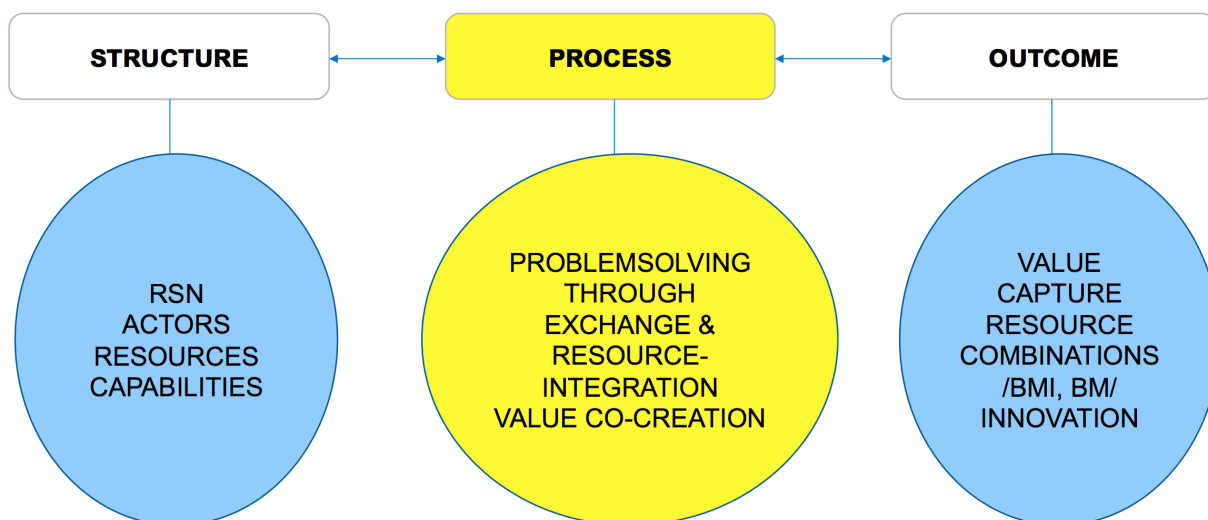 STRUCTURE
PROCESS
OUTCOME
RSN
ACTORS
RESOURCES
CAPABILITIES
PROBLEMSOLVING
THROUGH
EXCHANGE &
RESOURCE-
INTEGRATION
VALUE CO-CREATION
VALUE
CAPTURE
RESOURCE
COMBINATIONS
/BMI, BM/
INNOVATION